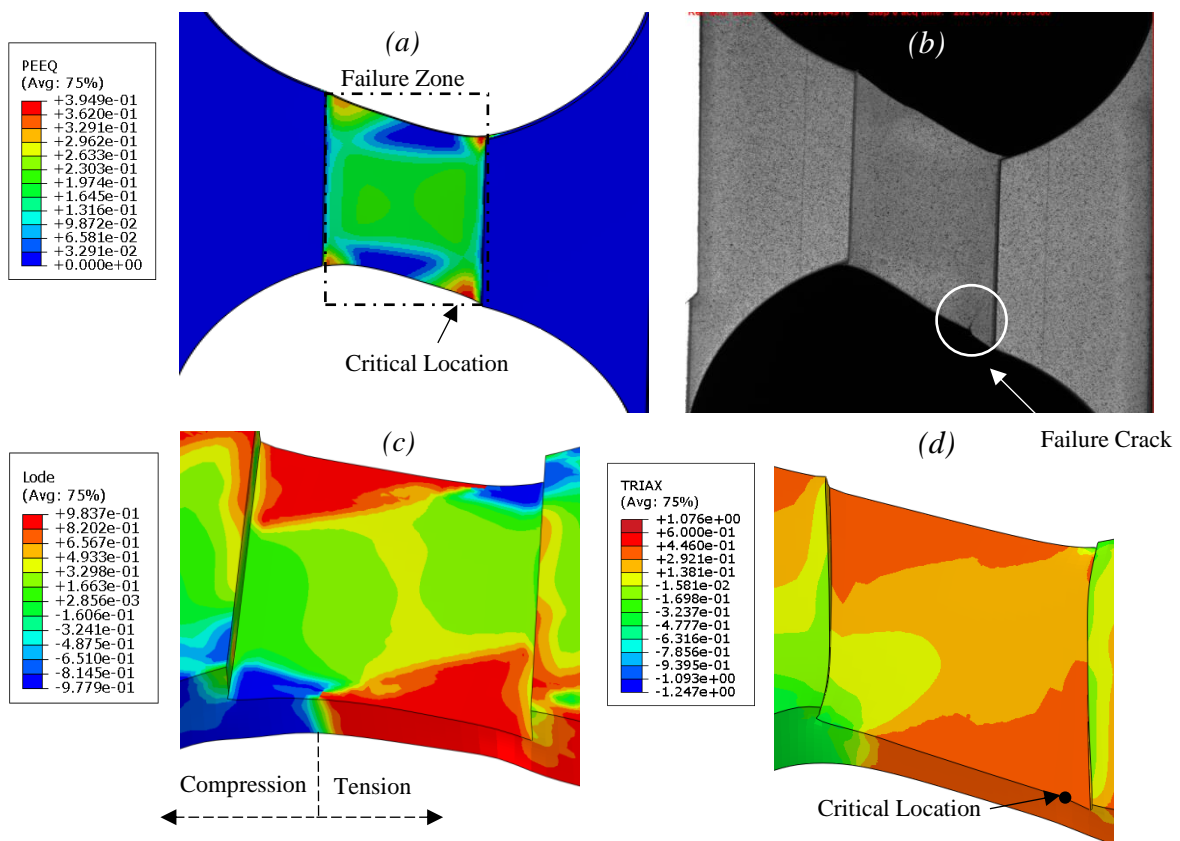 (a)
PEEQ
(Avg: 75%)
+3.949e-01
+3.620e-01
+3.291e-01
+2.962e-01
+2.633e-01
+2.303e-01
+1.974e-01
+1.645e-01
+1.316e-01
+9.872e-02
+6.581e-02
+3.291e-02
+0.000e+00
Failure Zone
Critical Location
(b)
Failure Crack
(c)
Lode
(Avg: 75%)
+9.837e-01
+8.202e-01
+6.567e-01
+4.933e-01
+3.298e-01
+1.663e-01
+2.856e-03
-1.606e-01
-3.241e-01
-4.875e-01
-6.510e-01
-8.145e-01
-9.779e-01
Compression
Tension
(d)
TRIAX
(Avg: 75%)
+1.076e+00
+6.000e-01
+4.460e-01
+2.921e-01
+1.381e-01
-1.581e-02
-1.698e-01
-3.237e-01
-4.777e-01
-6.316e-01
-7.856e-01
-9.395e-01
-1.093e+00
-1.247e+00
Critical Location